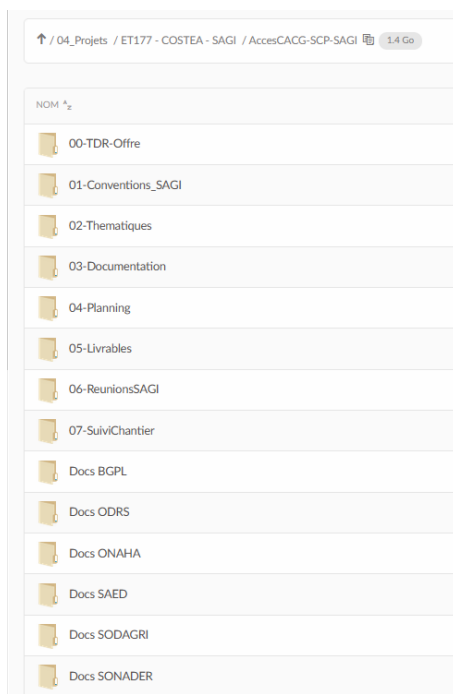 / 04_Projets / ET177 - COSTEA - SAGI / AccesCACG-SCP-SAGI 1.4 Go
NOM AZ
00-TDR-Offre
01-Conventions_SAGI
02-Thematiques
03-Documentation
04-Planning
05-Livrables
06-ReunionsSAGI
07-SuiviChantier
Docs BGPL
Docs ODRS
Docs ONAHA
Docs SAED
Docs SODAGRI
Docs SONADER